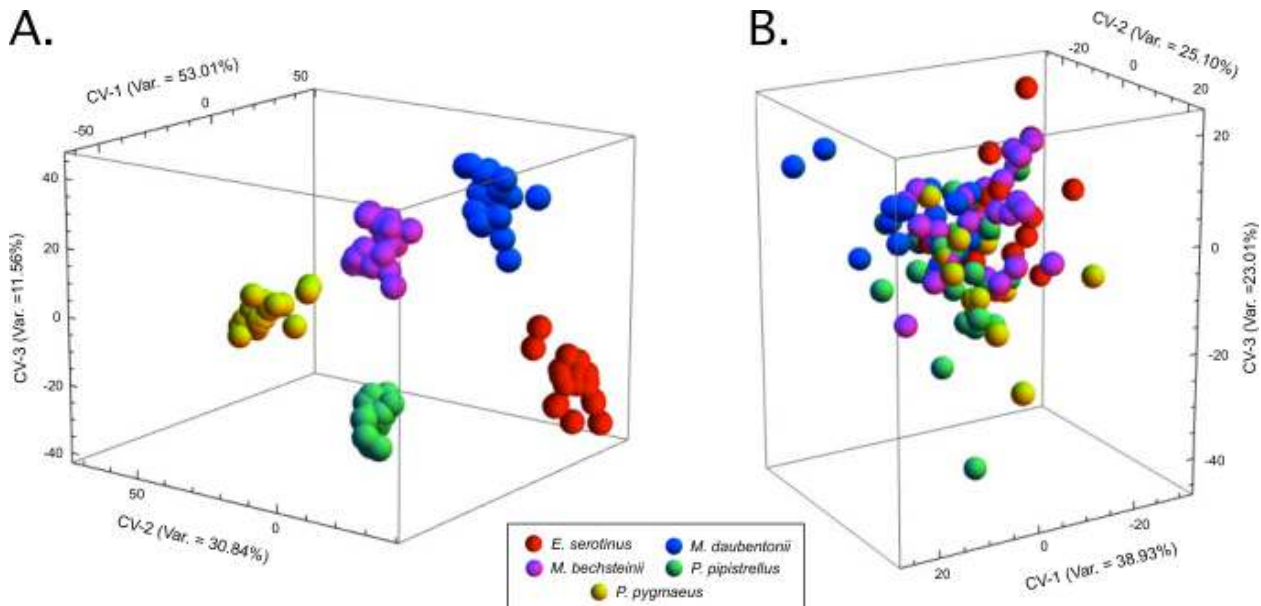 A.
CV-1 (Var. = 53.01%)
-50
0
50
CV-3 (Var. =11.56%)
40
20
0
-20
-40
50
0
CV-2 (Var. = 30.84%)
B.
CV-2 (Var. = 25.10%)
-20
0
20
20
0
-20
-40
CV-3 (Var. =23.01%)
20
0
-20
CV-1 (Var. = 38.93%)
E. serotinus
M. daubentonii
M. bechsteinii
P. pipistrellus
P. pygmaeus